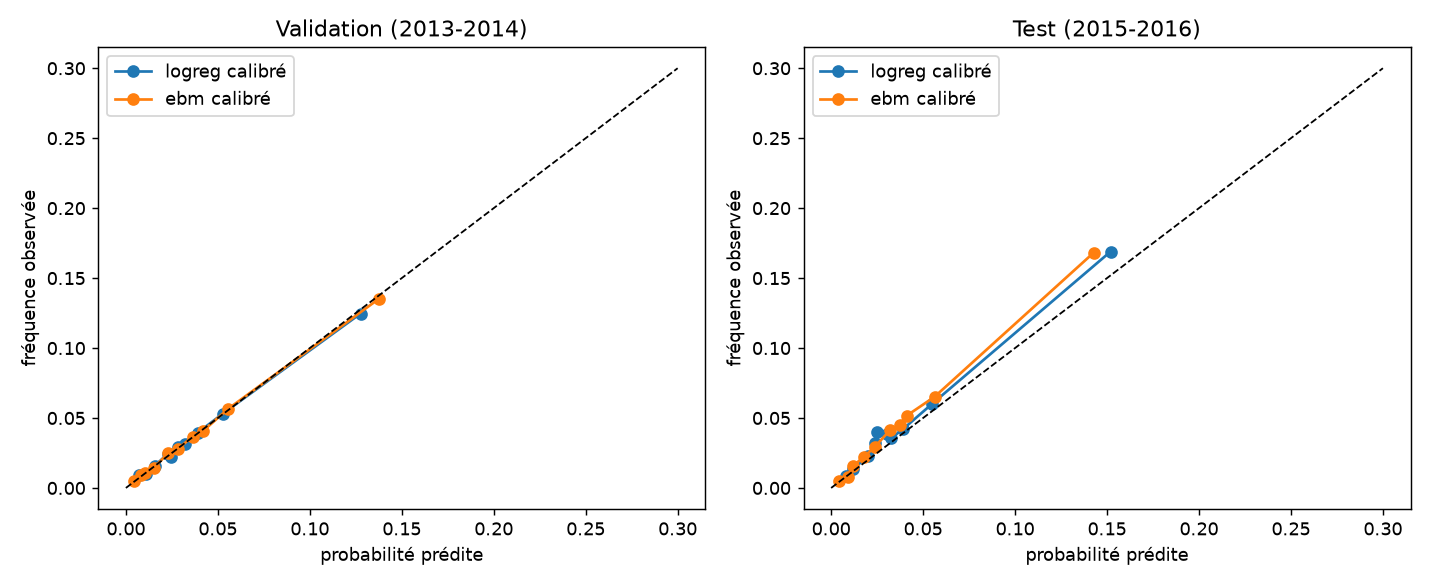 Validation (2013-2014)
logreg calibré
ebm calibré
0.30
0.25
0.20
0.15
0.10
0.05
0.00
fréquence observée
0.00 0.05 0.10 0.15 0.20 0.25 0.30
probabilité prédite
Test (2015-2016)
logreg calibré
ebm calibré
0.30
0.25
0.20
0.15
0.10
0.05
0.00
fréquence observée
0.00 0.05 0.10 0.15 0.20 0.25 0.30
probabilité prédite